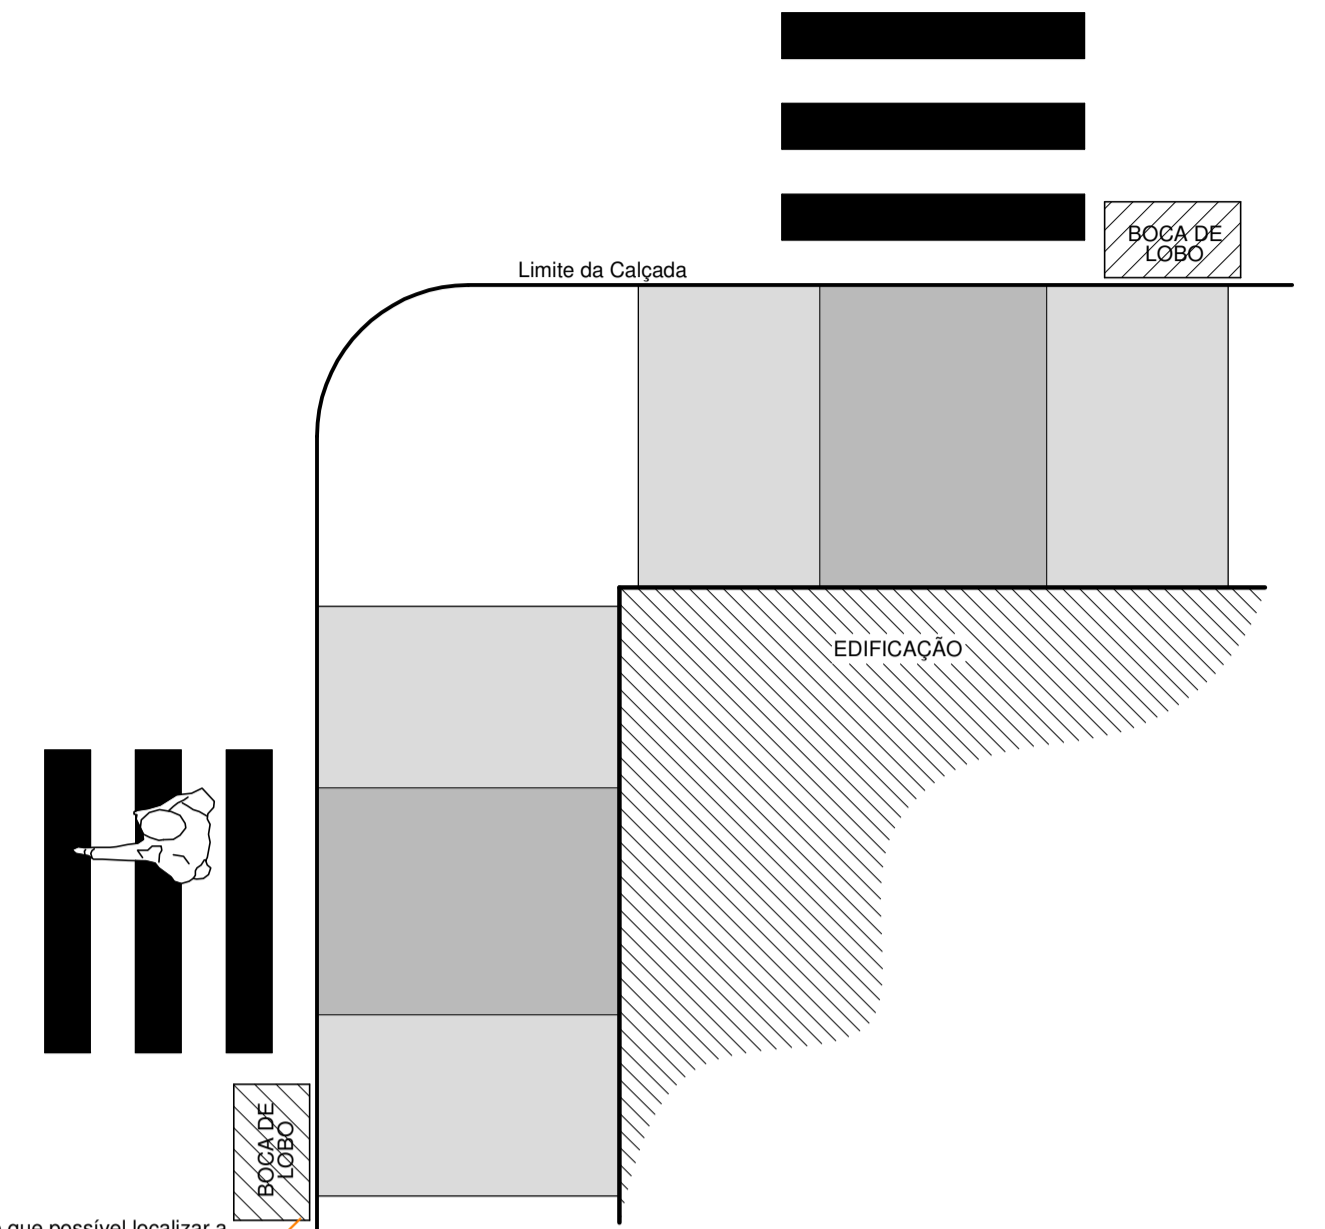 BOCA DE
LOBO
Limite da Calçada
EDIFICAÇÃO
BOCA DE
LOBO
que possível localizar a